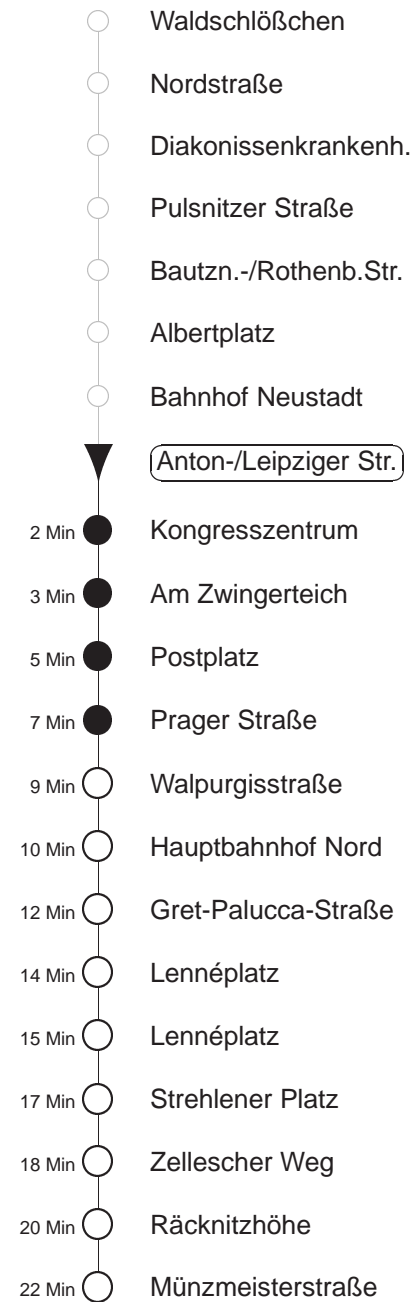 Waldschlößchen
Nordstraße
Diakonissenkrankenh.
Pulsnitzer Straße
Bautzn.-/Rothenb.Str.
Albertplatz
Bahnhof Neustadt
Anton-/Leipziger Str.
2 Min Kongresszentrum
3 Min Am Zwingerteich
5 Min Postplatz
7 Min Prager Straße
9 Min Walpurgisstraße
10 Min Hauptbahnhof Nord
12 Min Gret-Palucca-Straße
14 Min Lennéplatz
15 Min Lennéplatz
17 Min Strehlener Platz
18 Min Zellescher Weg
20 Min Räcknitzhöhe
22 Min Münzmeisterstraße